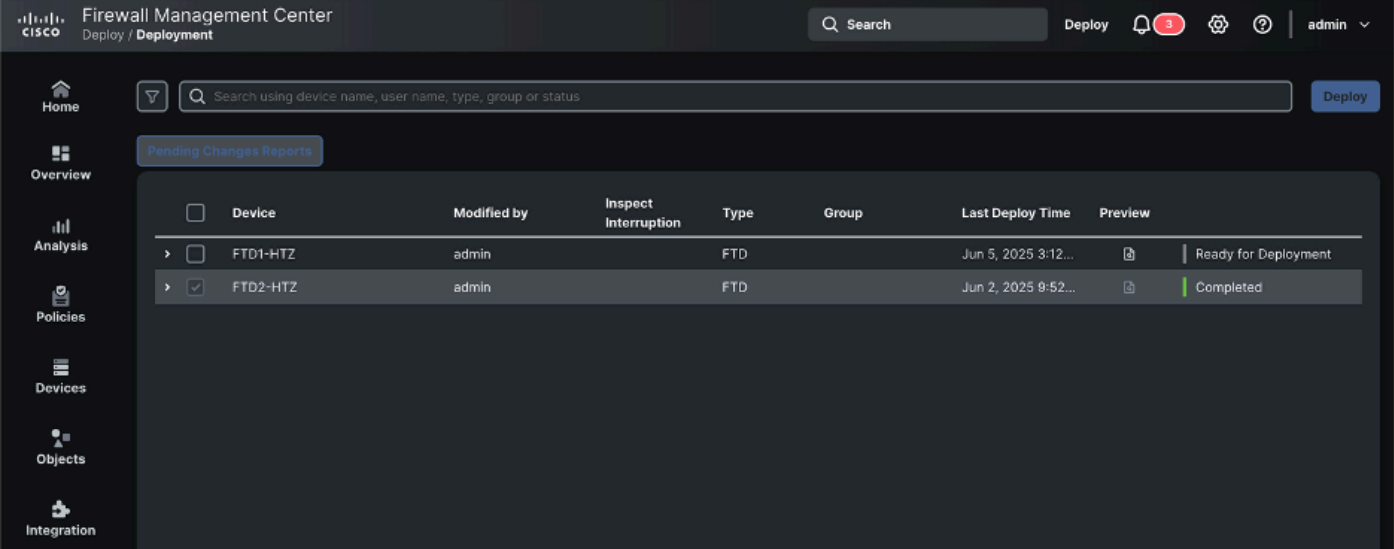 CISCO
Firewall Management Center
Deploy / Deployment
Search
Deploy
3
admin
Home
Overview
Analysis
Policies
Devices
Objects
Integration
Search using device name, user name, type, group or status
Deploy
Pending Changes Reports
Device Modified by Inspect Interruption Type Group Last Deploy Time Preview
FTD1-HTZ admin FTD Jun 5, 2025 3:12... Ready for Deployment
FTD2-HTZ admin FTD Jun 2, 2025 9:52... Completed